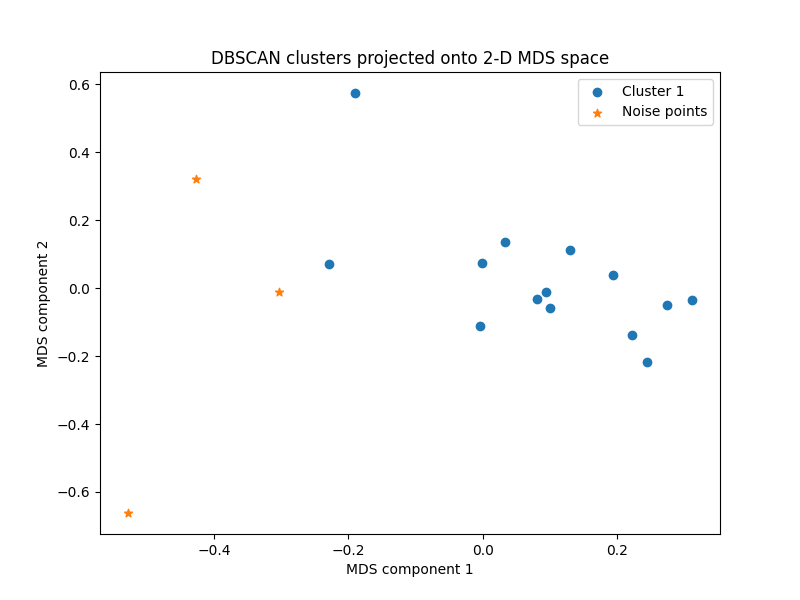 DBSCAN clusters projected onto 2-D MDS space
Cluster 1
Noise points
MDS component 2
0.6
0.4
0.2
0.0
−0.2
−0.4
−0.6
−0.4
−0.2
0.0
0.2
MDS component 1